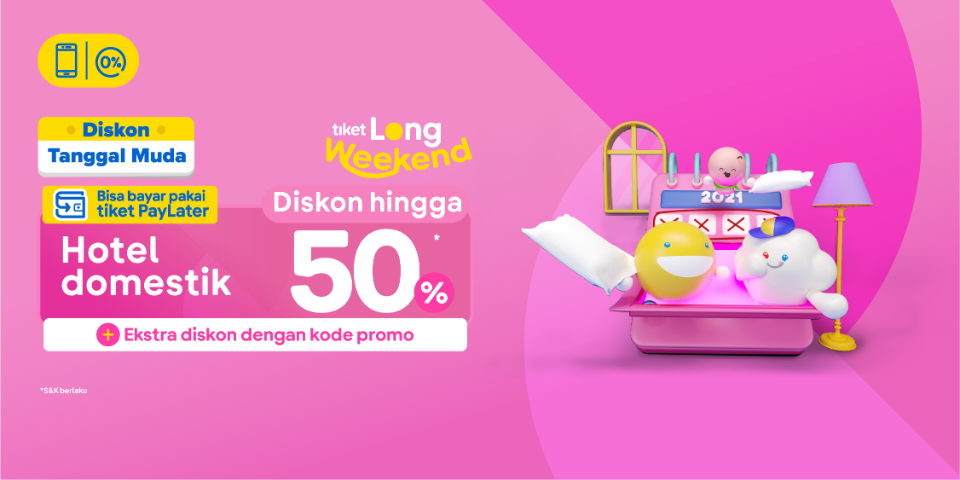 0%
Diskon
Tanggal Muda
tiket Long
Weekend
Bisa bayar pakai
tiket PayLater
Diskon hingga
Hotel
domestik
50%*
+ Ekstra diskon dengan kode promo
*S&K berlaku
2021